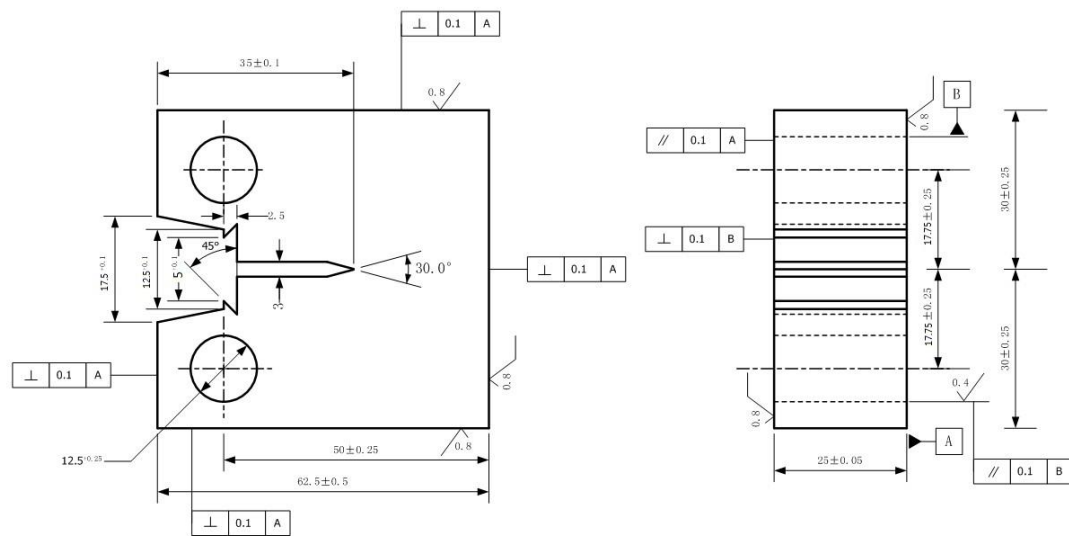 ⊥ 0.1 A
35±0.1
0.8
B
0.8
// 0.1 A
30±0.25
2.5
17.75±0.25
45°
17.5⁺⁰·¹
12.5⁺⁰·¹
5⁺⁰·¹
⊥ 0.1 B
30.0°
⊥ 0.1 A
3
17.75±0.25
30±0.25
⊥ 0.1 A
0.8
0.4
0.8
12.5⁺⁰·²⁵
50±0.25
0.8
A
62.5±0.5
25±0.05
// 0.1 B
⊥ 0.1 A